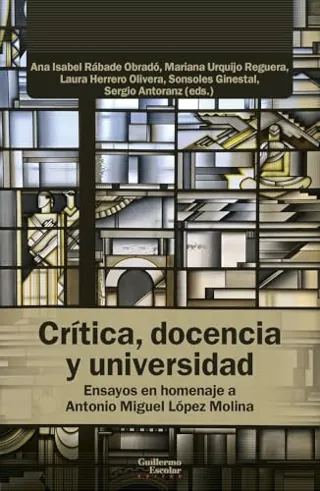 Ana Isabel Rábade Obradó, Mariana Urquijo Reguera,
Laura Herrero Olivera, Sonsoles Ginestal,
Sergio Antoranz (eds.)
Crítica, docencia
y universidad
Ensayos en homenaje a
Antonio Miguel López Molina
Guillermo
Escolar
EDITOR